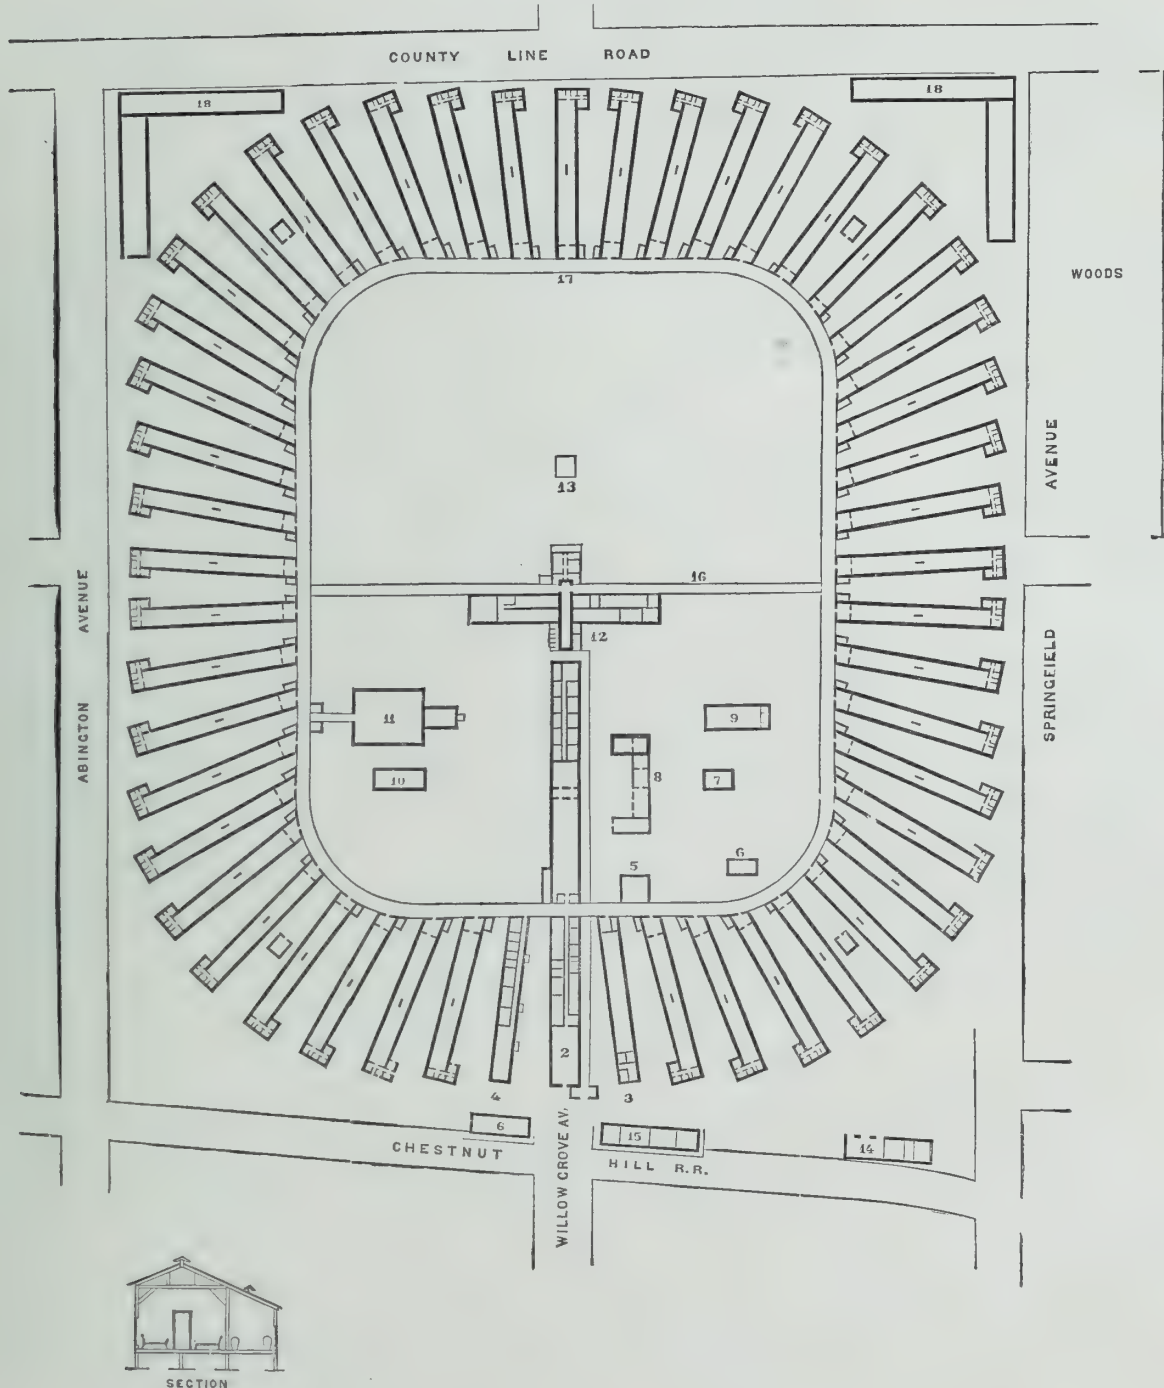 COUNTY LINE ROAD
18
18
17
WOODS
13
AVENUE
ABINGTON AVENUE
16
12
SPRINGFIELD
11
9
10
8
7
6
5
2
4
3
6
15
14
CHESTNUT HILL R.R.
WILLOW GROVE AV.
SECTION